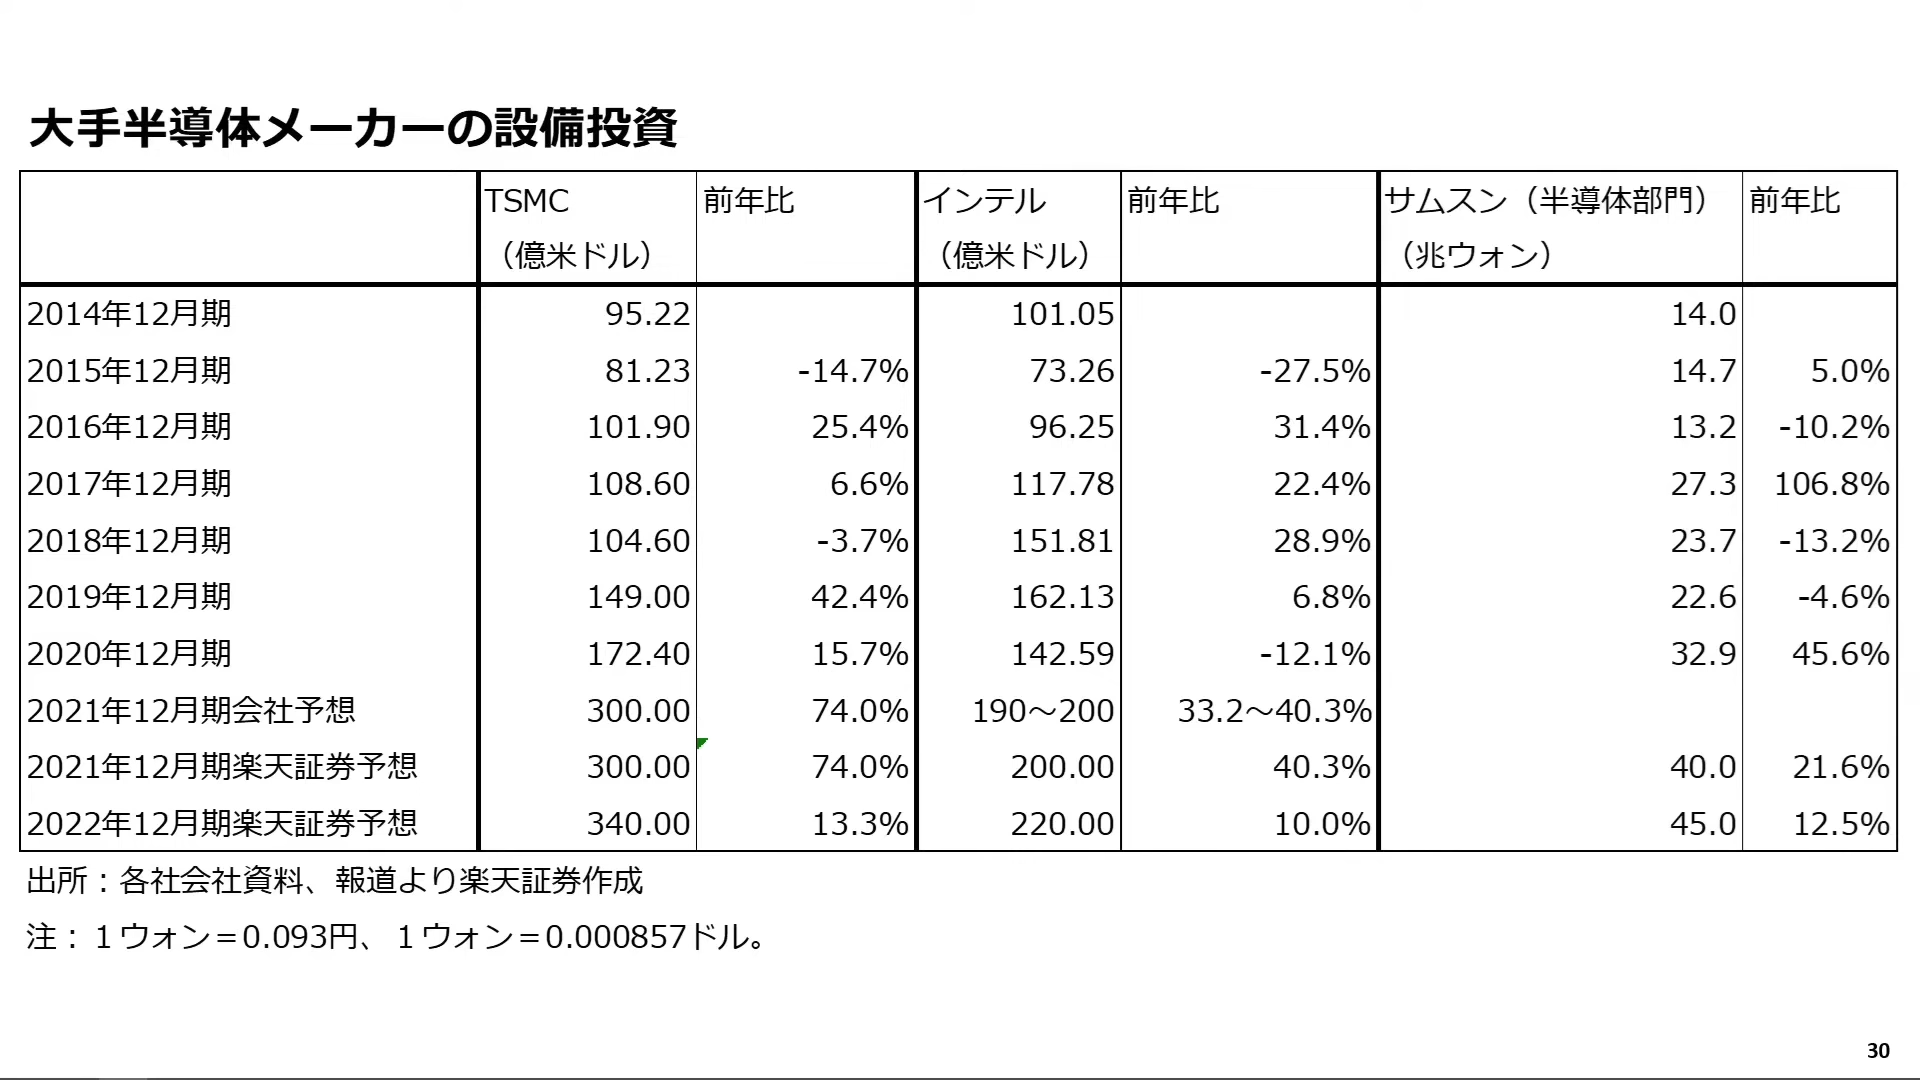 大手半導体メーカーの設備投資
TSMC 前年比 インテル 前年比 サムスン（半導体部門） 前年比
（億米ドル） （億米ドル） （兆ウォン）
2014年12月期 95.22 101.05 14.0
2015年12月期 81.23 -14.7% 73.26 -27.5% 14.7 5.0%
2016年12月期 101.90 25.4% 96.25 31.4% 13.2 -10.2%
2017年12月期 108.60 6.6% 117.78 22.4% 27.3 106.8%
2018年12月期 104.60 -3.7% 151.81 28.9% 23.7 -13.2%
2019年12月期 149.00 42.4% 162.13 6.8% 22.6 -4.6%
2020年12月期 172.40 15.7% 142.59 -12.1% 32.9 45.6%
2021年12月期会社予想 300.00 74.0% 190～200 33.2～40.3%
2021年12月期楽天証券予想 300.00 74.0% 200.00 40.3% 40.0 21.6%
2022年12月期楽天証券予想 340.00 13.3% 220.00 10.0% 45.0 12.5%
出所：各社会社資料、報道より楽天証券作成
注：１ウォン＝0.093円、１ウォン＝0.000857ドル。
30